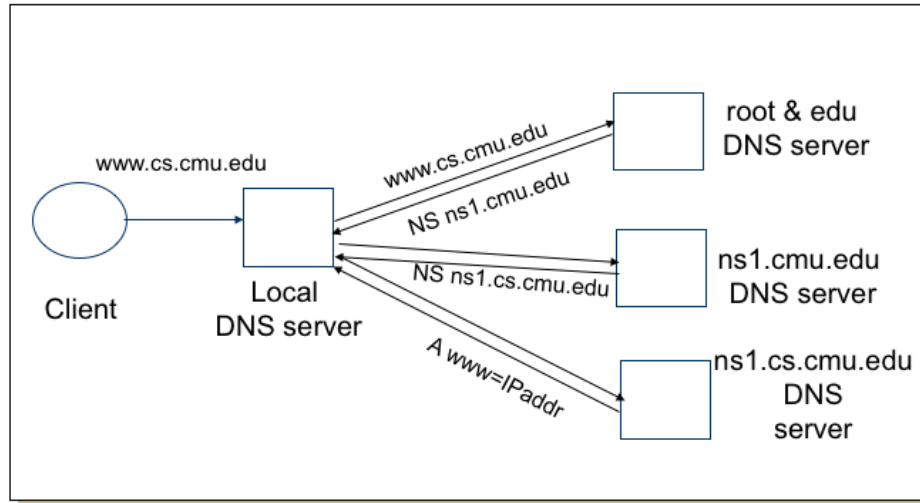 www.cs.cmu.edu
Client
Local
DNS server
www.cs.cmu.edu
NS ns1.cmu.edu
root & edu
DNS server
NS ns1.cs.cmu.edu
ns1.cmu.edu
DNS server
A www=IPaddr
ns1.cs.cmu.edu
DNS
server